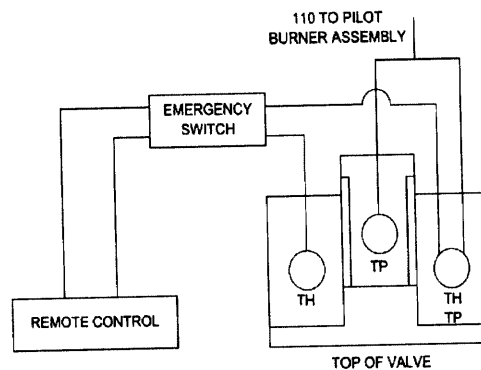 110 TO PILOT
BURNER ASSEMBLY
EMERGENCY
SWITCH
TP
TH
TH
TP
REMOTE CONTROL
TOP OF VALVE